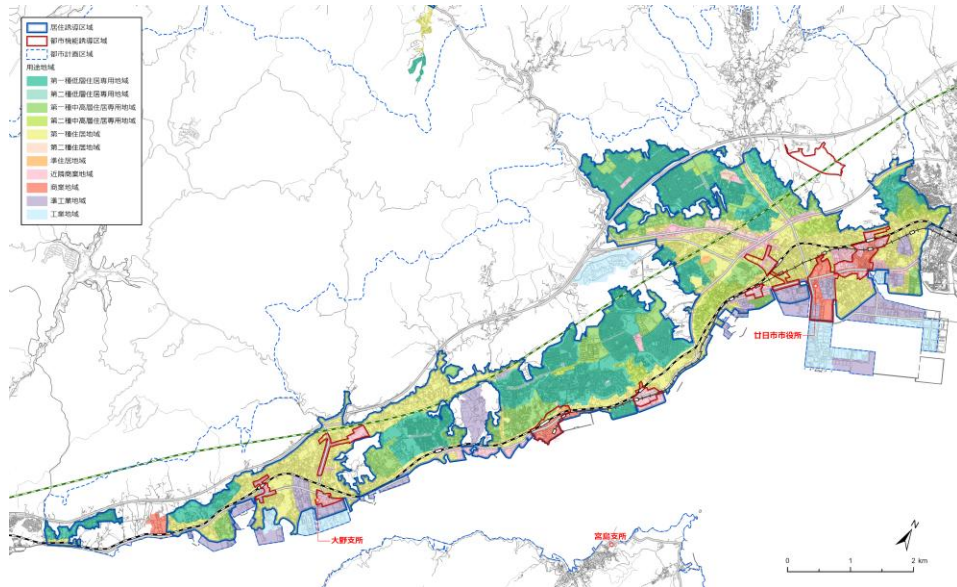 居住誘導区域
都市機能誘導区域
都市計画区域
用途地域
第一種低層住居専用地域
第二種低層住居専用地域
第一種中高層住居専用地域
第二種中高層住居専用地域
第一種住居地域
第二種住居地域
準住居地域
近隣商業地域
商業地域
準工業地域
工業地域
廿日市市役所
大野支所
宮島支所
N
0 1 2 km